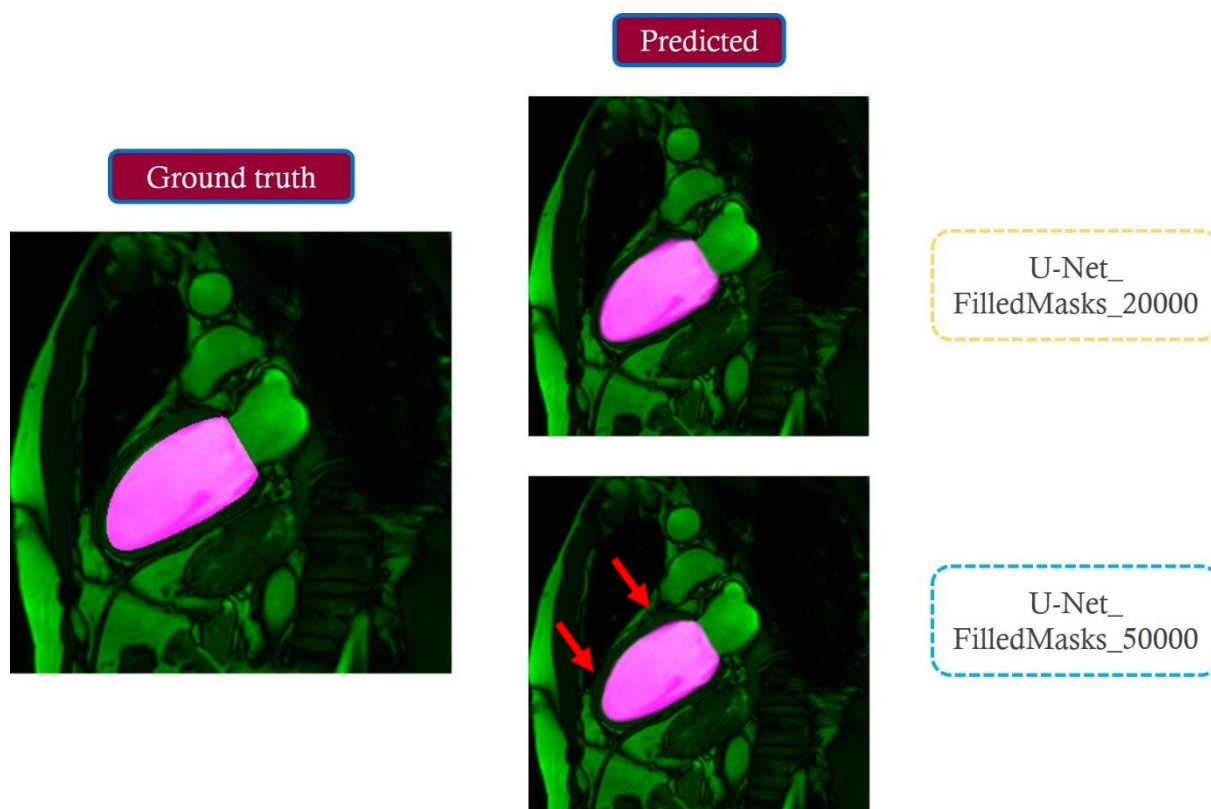 Predicted
Ground truth
U-Net_
FilledMasks_20000
U-Net_
FilledMasks_50000